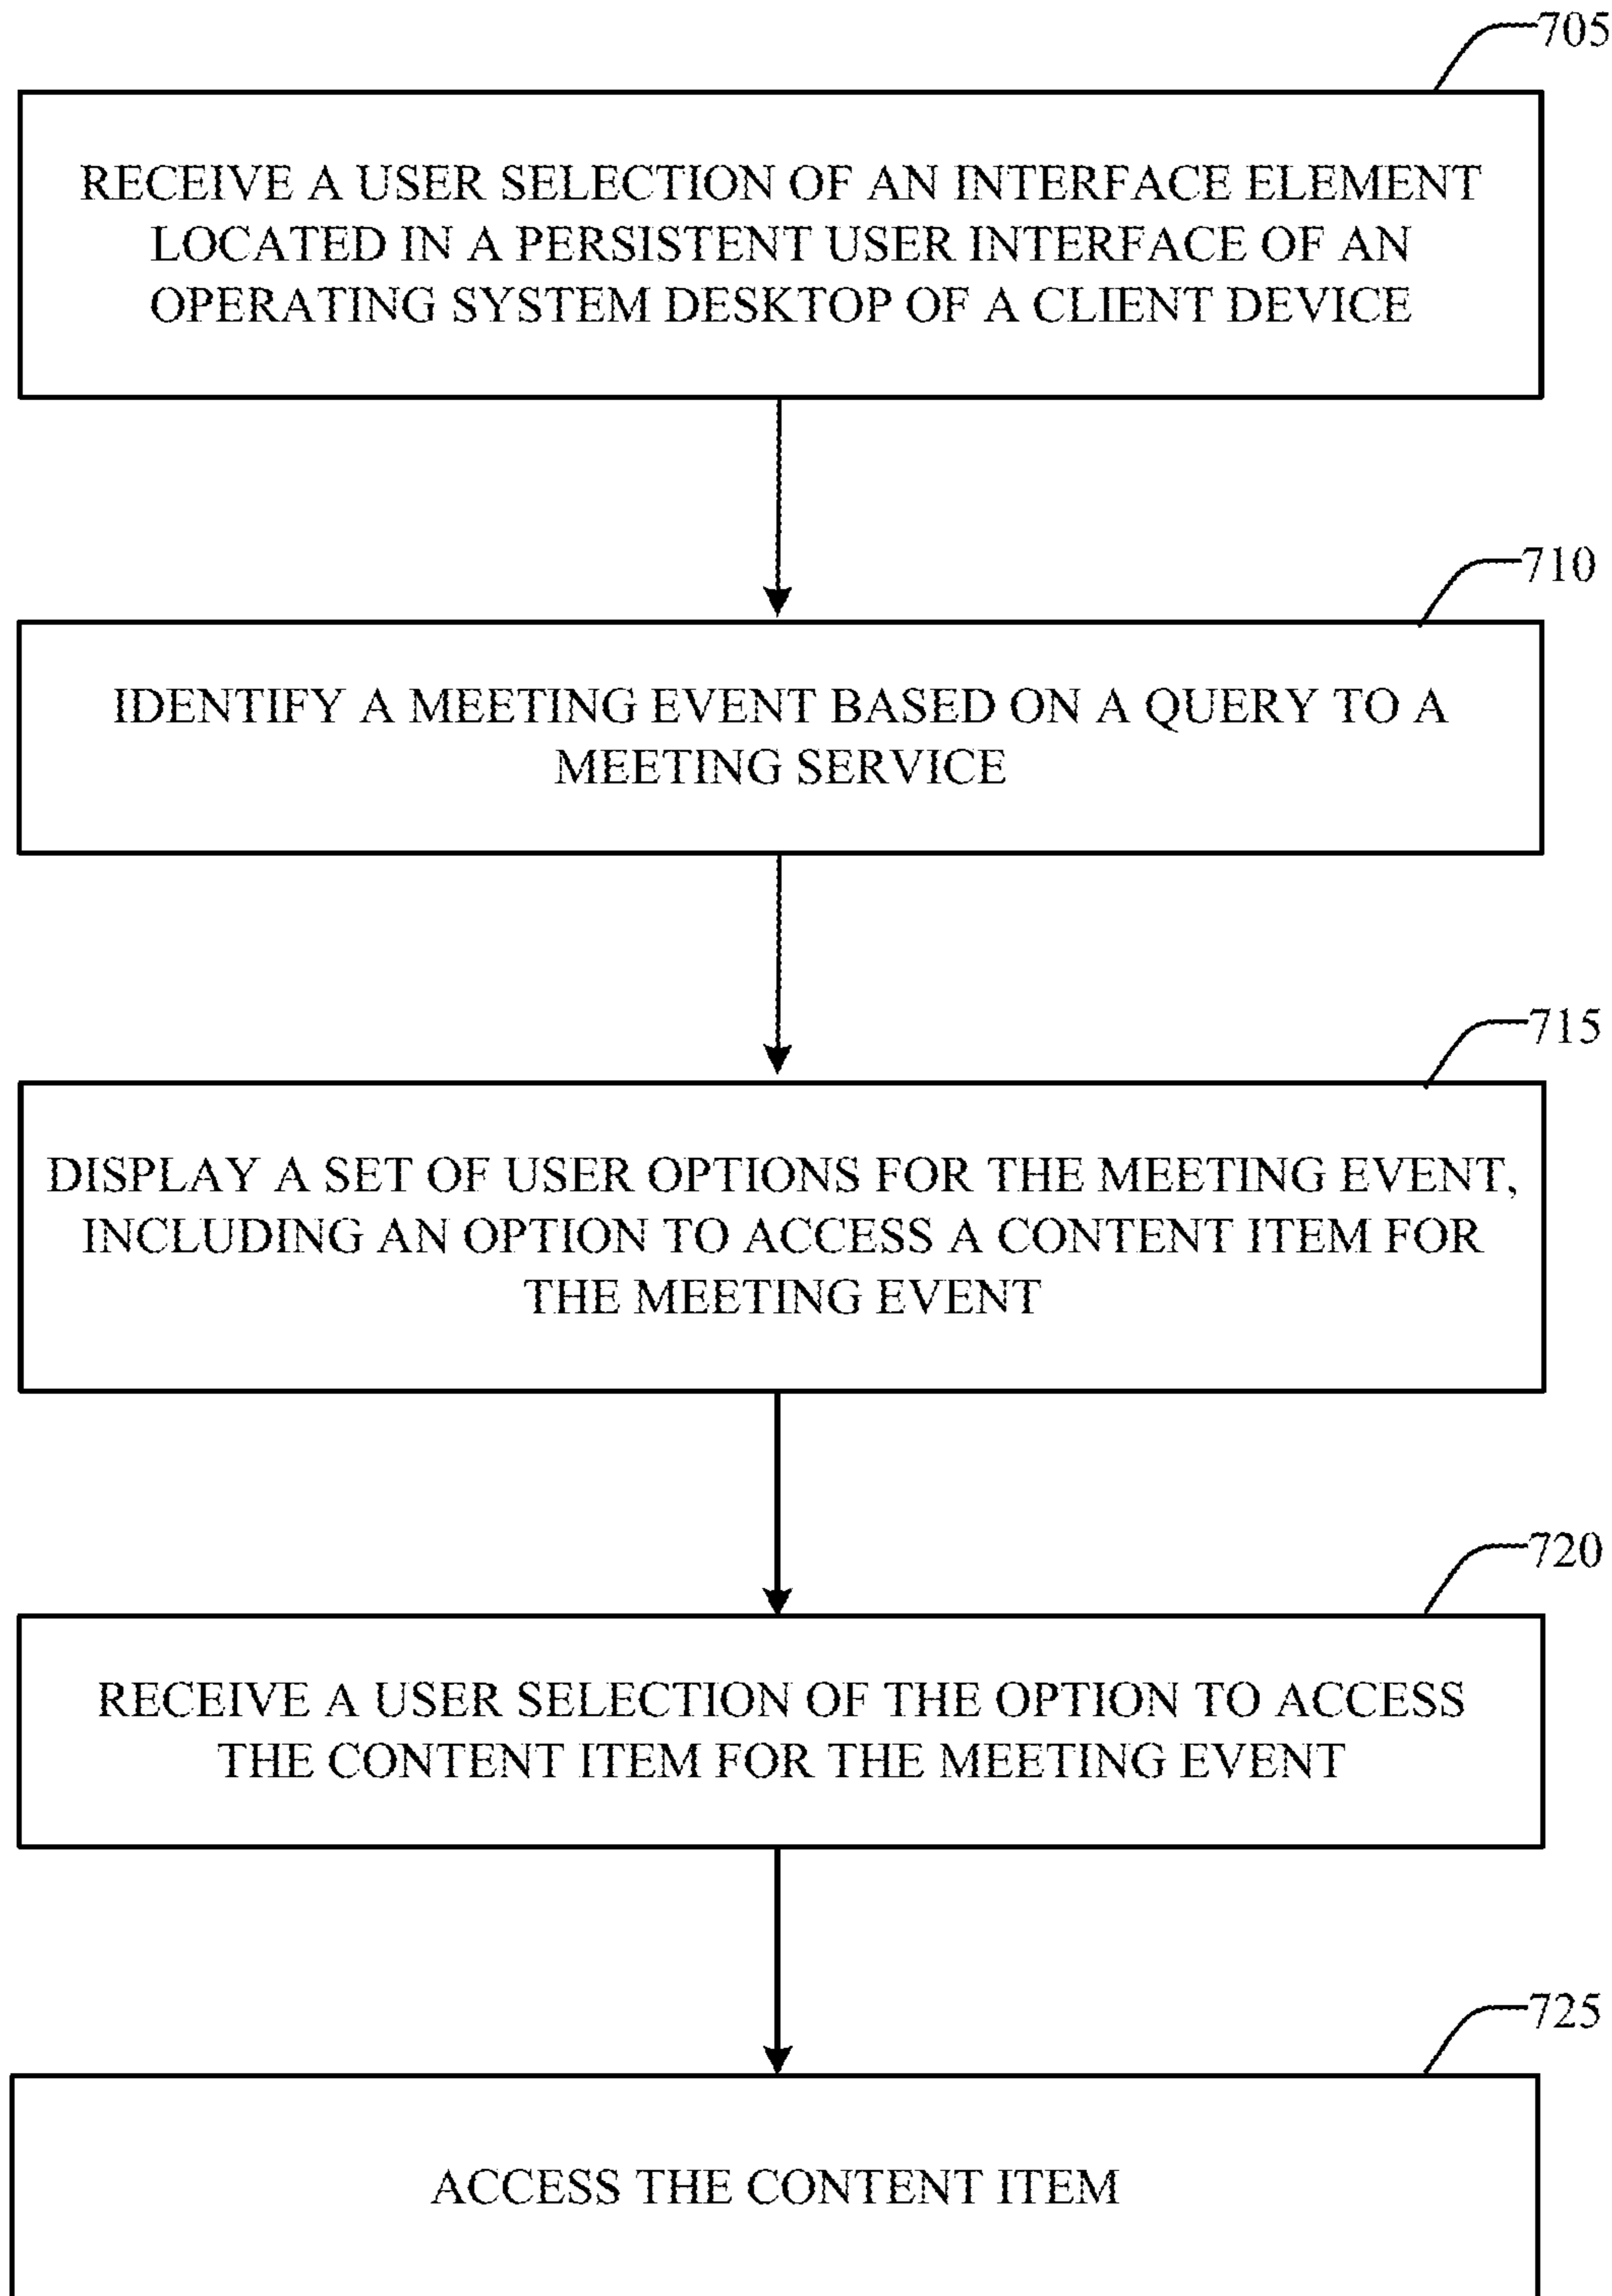 705
RECEIVE A USER SELECTION OF AN INTERFACE ELEMENT
LOCATED IN A PERSISTENT USER INTERFACE OF AN
OPERATING SYSTEM DESKTOP OF A CLIENT DEVICE
710
IDENTIFY A MEETING EVENT BASED ON A QUERY TO A
MEETING SERVICE
715
DISPLAY A SET OF USER OPTIONS FOR THE MEETING EVENT,
INCLUDING AN OPTION TO ACCESS A CONTENT ITEM FOR
THE MEETING EVENT
720
RECEIVE A USER SELECTION OF THE OPTION TO ACCESS
THE CONTENT ITEM FOR THE MEETING EVENT
725
ACCESS THE CONTENT ITEM